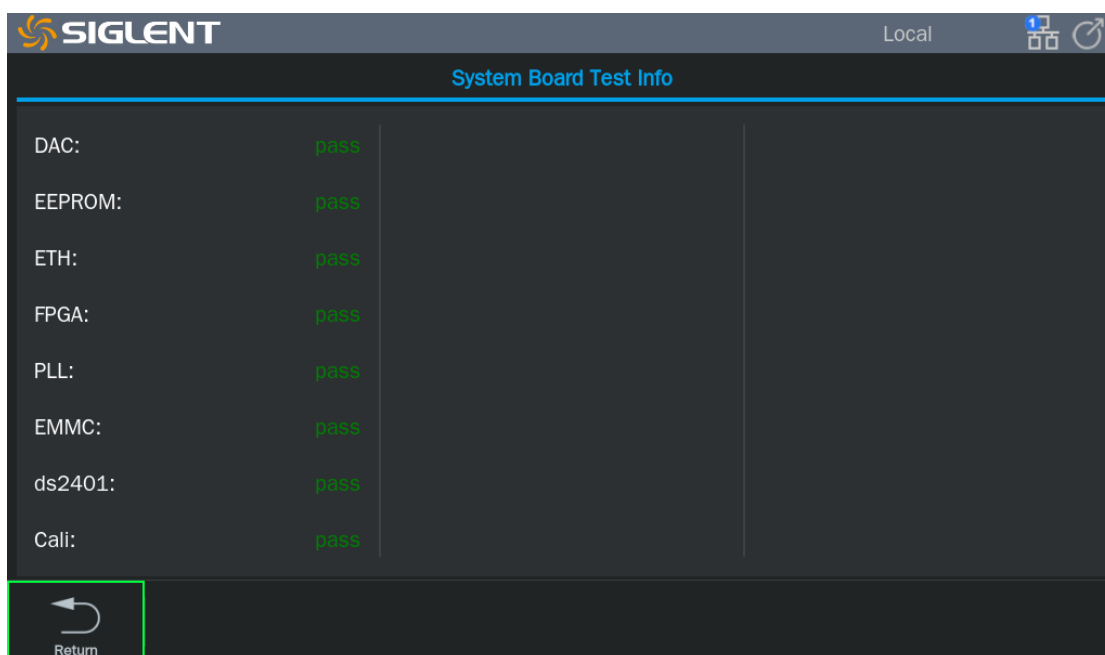 SIGLENT
Local
1
System Board Test Info
DAC: pass
EEPROM: pass
ETH: pass
FPGA: pass
PLL: pass
EMMC: pass
ds2401: pass
Cali: pass
Return